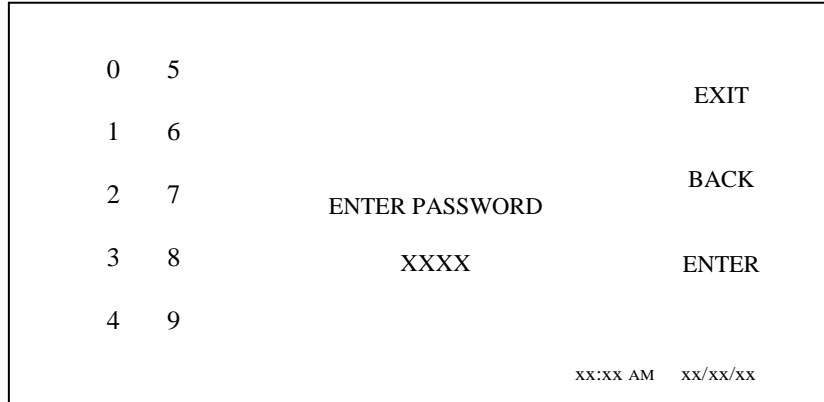 0 5
EXIT
1 6
BACK
2 7
ENTER PASSWORD
3 8
XXXX
ENTER
4 9
xx:xx AM xx/xx/xx